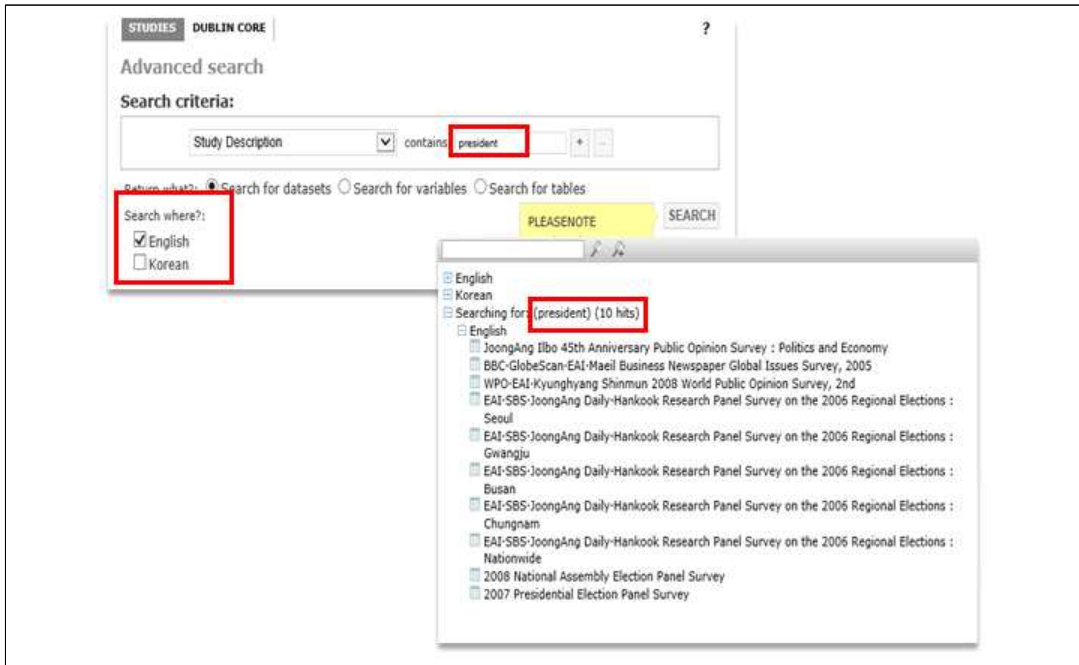 STUDIES DUBLIN CORE ?
Advanced search
Search criteria:
Study Description contains president + -
Return what?: Search for datasets Search for variables Search for tables
Search where?:
PLEASENOTE SEARCH
English
Korean
English
Korean
Searching for: (president) (10 hits)
English
JoongAng Ilbo 45th Anniversary Public Opinion Survey : Politics and Economy
BBC-GlobeScan-EAI-Maeil Business Newspaper Global Issues Survey, 2005
WPO-EAI-Kyunghyang Shinmun 2008 World Public Opinion Survey, 2nd
EAI-SBS-JoongAng Daily-Hankook Research Panel Survey on the 2006 Regional Elections :
Seoul
EAI-SBS-JoongAng Daily-Hankook Research Panel Survey on the 2006 Regional Elections :
Gwangju
EAI-SBS-JoongAng Daily-Hankook Research Panel Survey on the 2006 Regional Elections :
Busan
EAI-SBS-JoongAng Daily-Hankook Research Panel Survey on the 2006 Regional Elections :
Chungnam
EAI-SBS-JoongAng Daily-Hankook Research Panel Survey on the 2006 Regional Elections :
Nationwide
2008 National Assembly Election Panel Survey
2007 Presidential Election Panel Survey